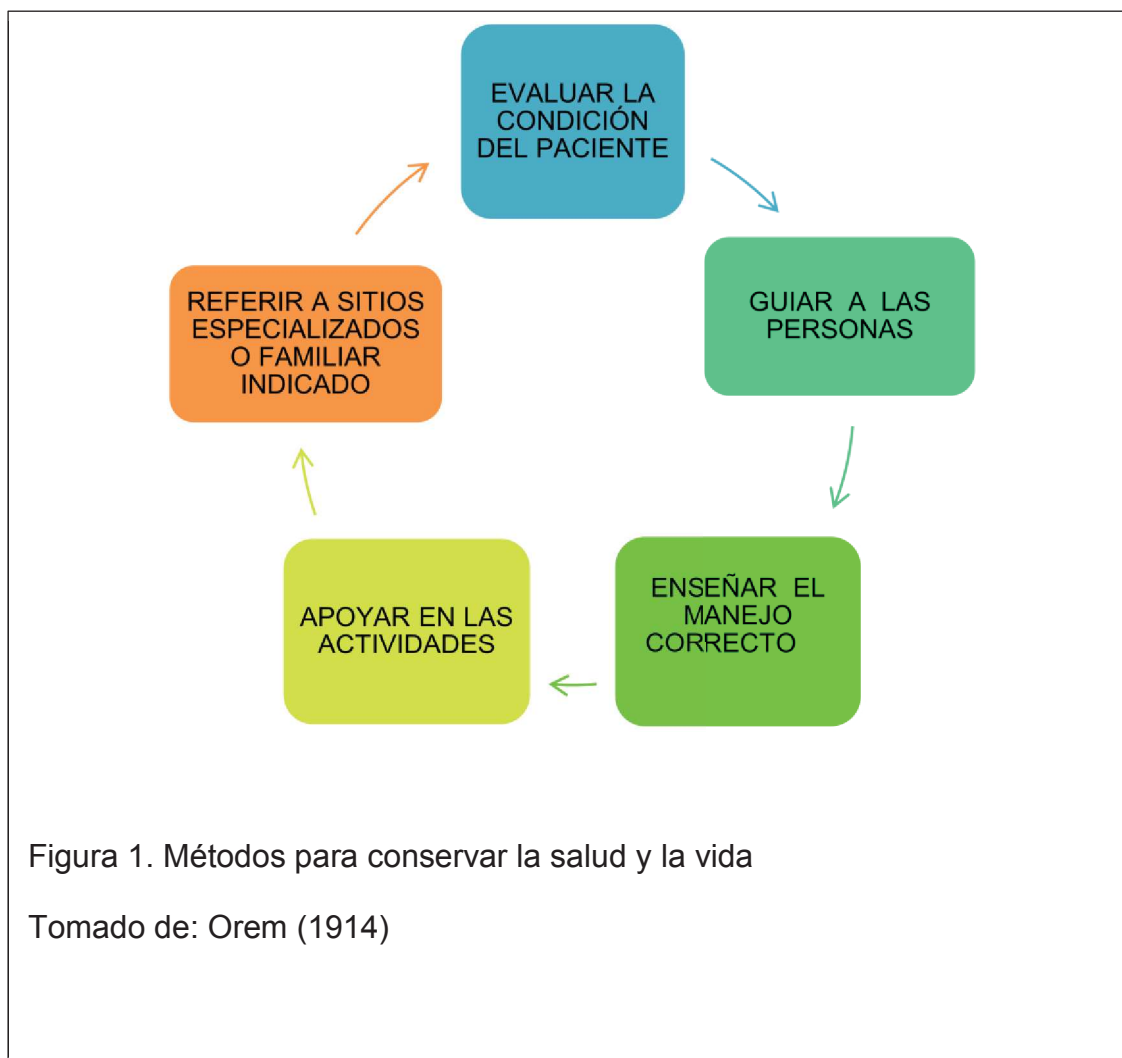 EVALUAR LA
CONDICIÓN
DEL PACIENTE
GUIAR A LAS
PERSONAS
ENSEÑAR EL
MANEJO
CORRECTO
APOYAR EN LAS
ACTIVIDADES
REFERIR A SITIOS
ESPECIALIZADOS
O FAMILIAR
INDICADO
Figura 1. Métodos para conservar la salud y la vida
Tomado de: Orem (1914)